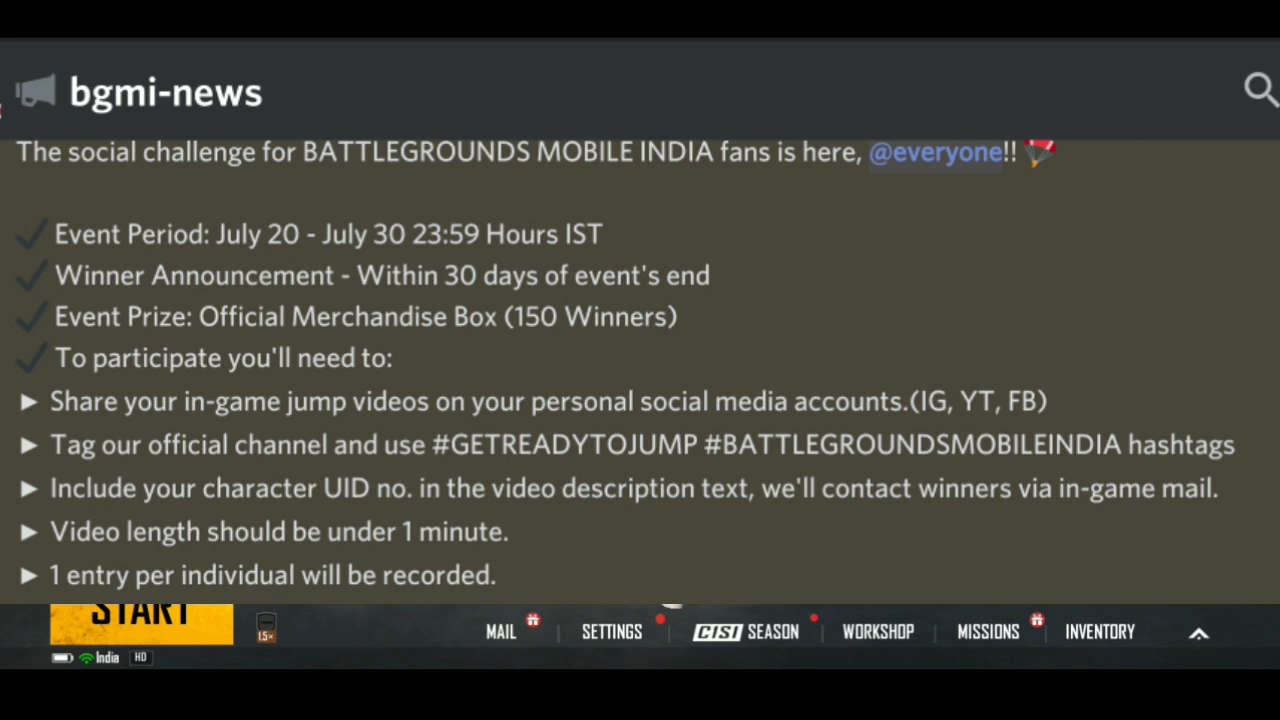 bgmi-news
The social challenge for BATTLEGROUNDS MOBILE INDIA fans is here, @everyone!!
Event Period: July 20 - July 30 23:59 Hours IST
Winner Announcement - Within 30 days of event's end
Event Prize: Official Merchandise Box (150 Winners)
To participate you'll need to:
► Share your in-game jump videos on your personal social media accounts.(IG, YT, FB)
► Tag our official channel and use #GETREADYTOJUMP #BATTLEGROUNDSMOBILEINDIA hashtags
► Include your character UID no. in the video description text, we'll contact winners via in-game mail.
► Video length should be under 1 minute.
► 1 entry per individual will be recorded.
START
1.5×
MAIL SETTINGS C1S1 SEASON WORKSHOP MISSIONS INVENTORY
India HD